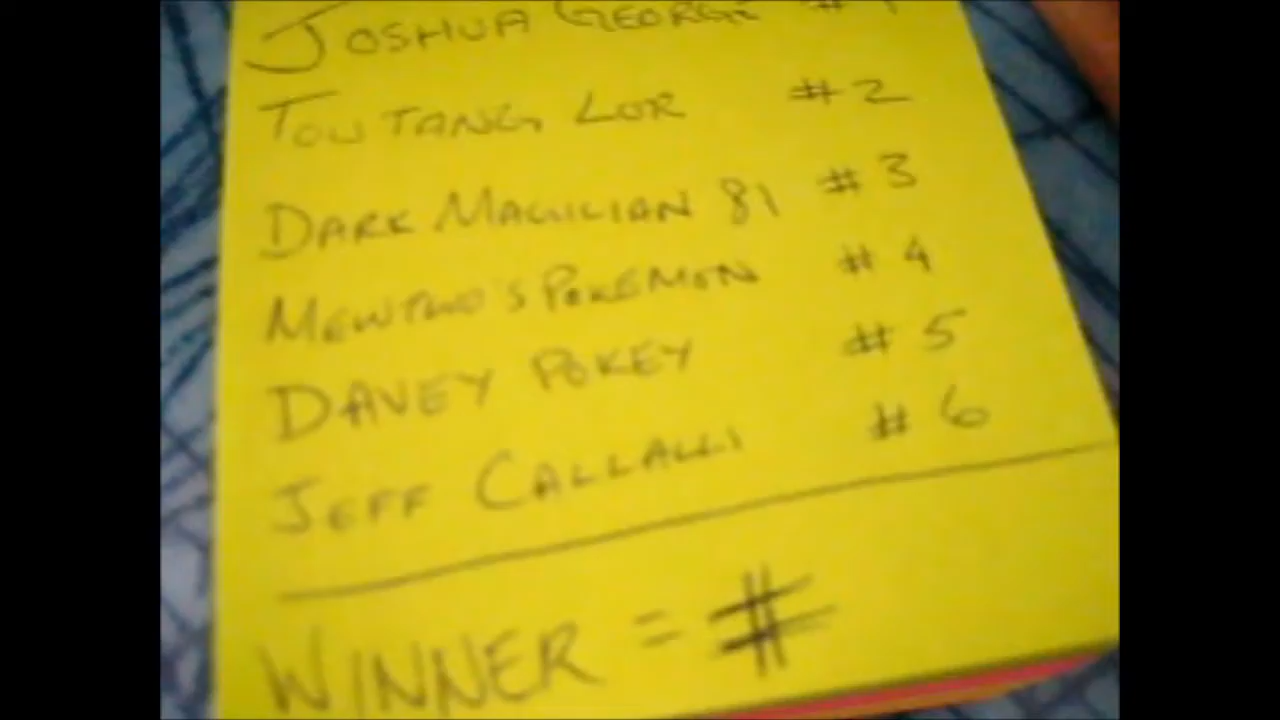 JOSHUA GEORGE #1
TOU TANG LOR #2
DARK MAGICIAN 81 #3
MEWTWO'S POKEMON #4
DAVEY POKEY #5
JEFF CALLALLI #6
WINNER = #